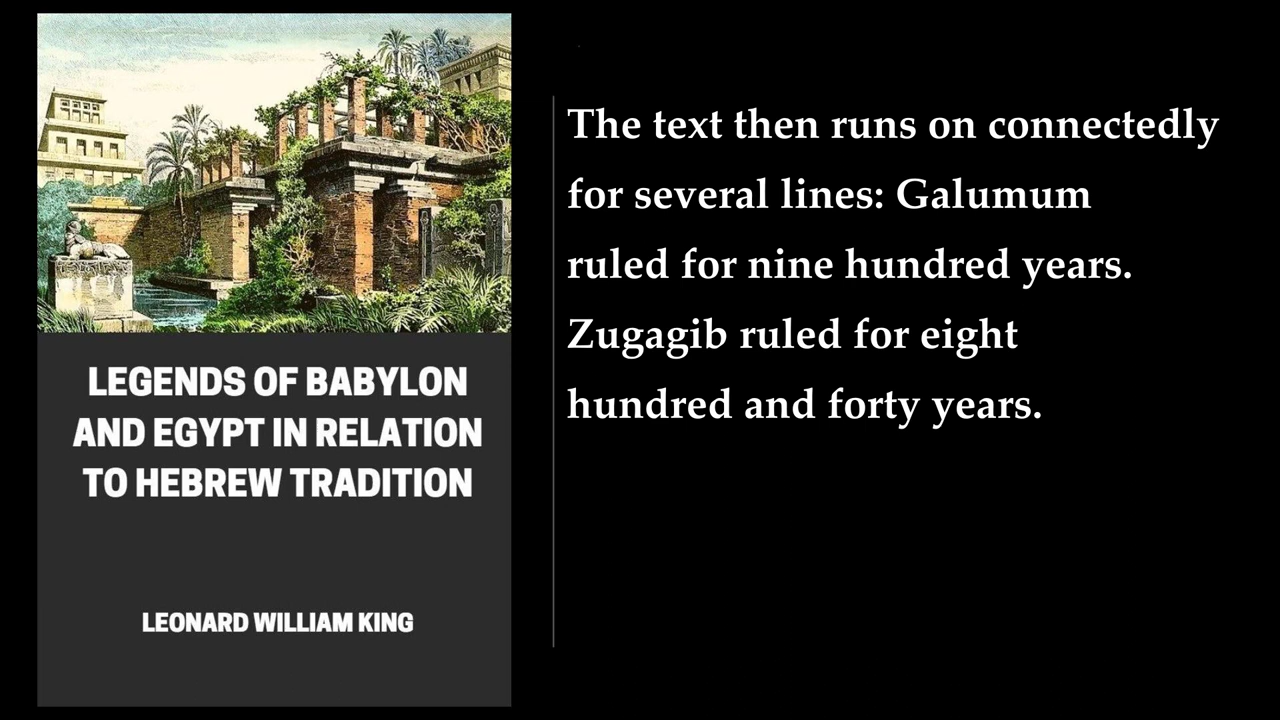 LEGENDS OF BABYLON
AND EGYPT IN RELATION
TO HEBREW TRADITION
LEONARD WILLIAM KING
The text then runs on connectedly
for several lines: Galumum
ruled for nine hundred years.
Zugagib ruled for eight
hundred and forty years.